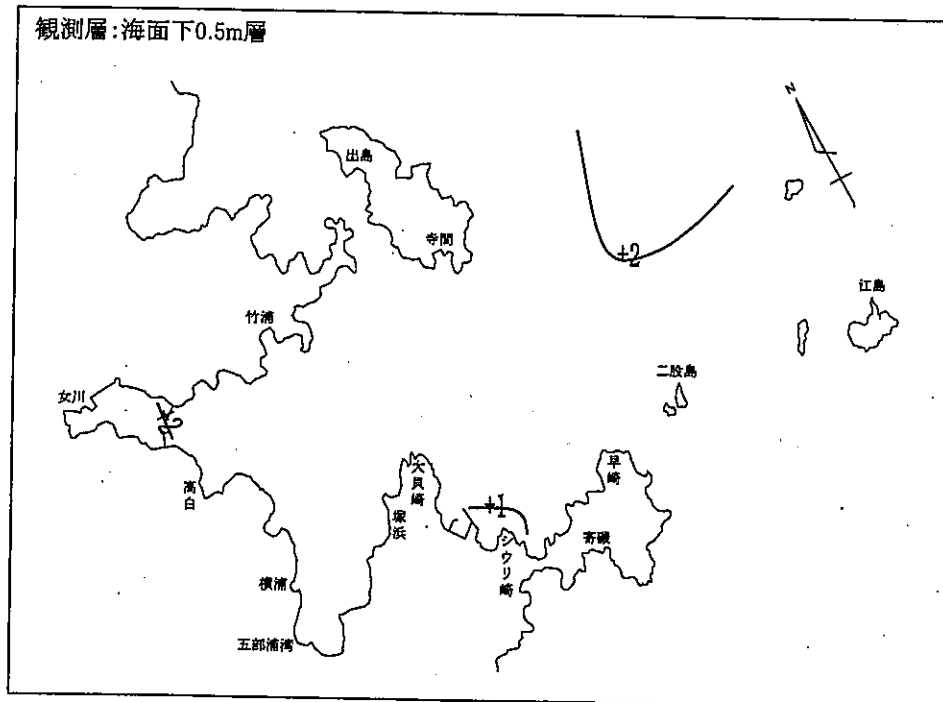 観測層:海面下0.5m層
N
出島
寺間
+2
江島
竹浦
二股島
女川
+2
高白
大貝崎
早崎
塚浜
+1
シウリ崎
寄磯
横浦
五部浦湾